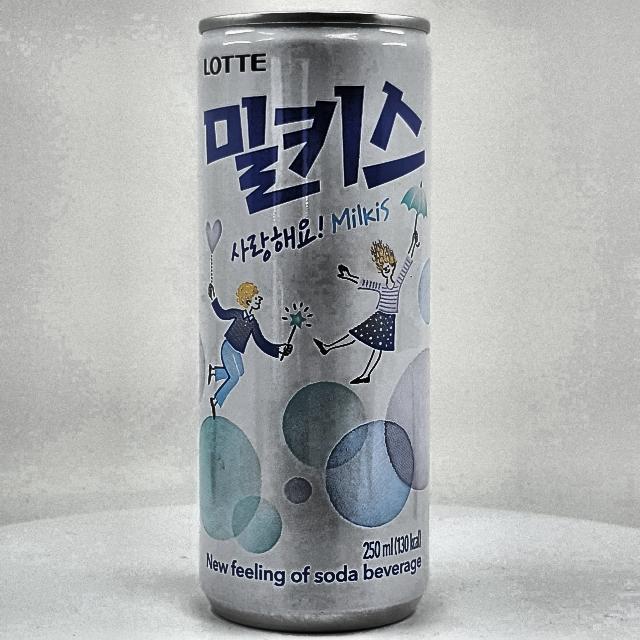 LOTTE
밀키스
사랑해요! Milkis
250 ml (130 kcal)
New feeling of soda beverage